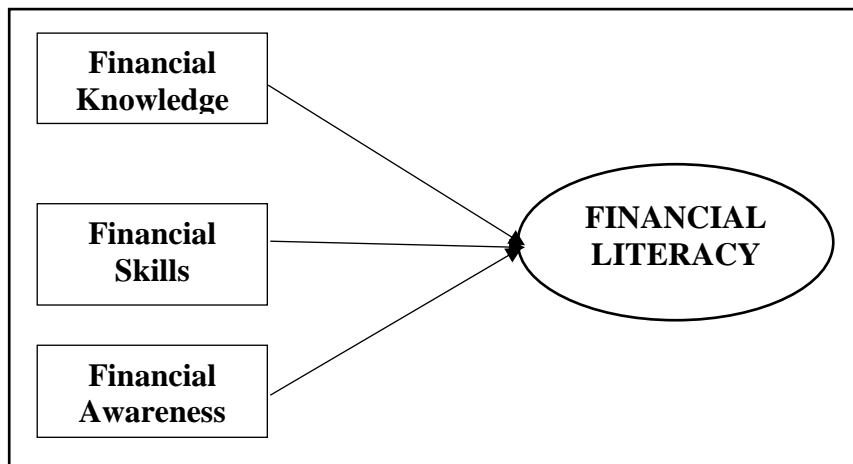 Financial
Knowledge
Financial
Skills
Financial
Awareness
FINANCIAL
LITERACY